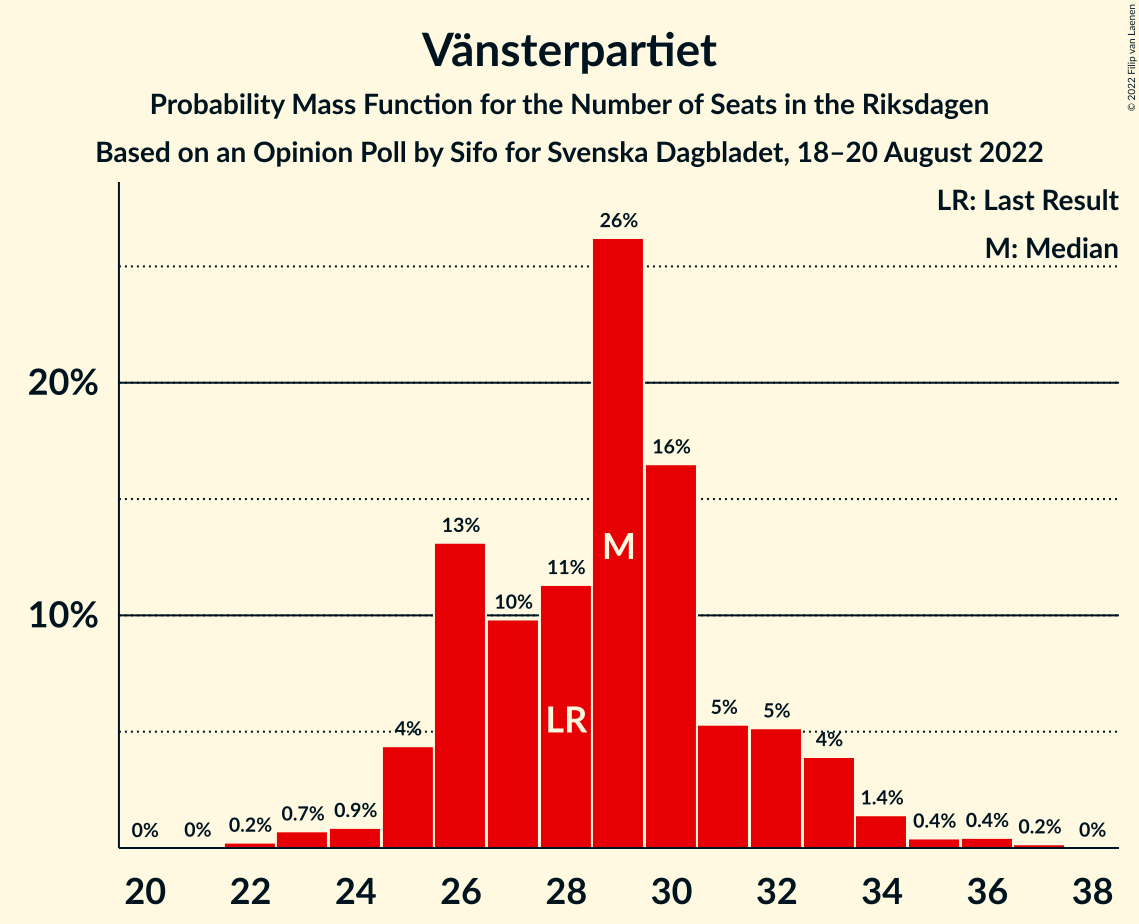 Vänsterpartiet
Probability Mass Function for the Number of Seats in the Riksdagen
Based on an Opinion Poll by Sifo for Svenska Dagbladet, 18–20 August 2022
© 2022 Filip van Laenen
LR: Last Result
M: Median
20%
10%
0%
0%
0.2%
0.7%
0.9%
4%
13%
10%
11%
26%
16%
5%
5%
4%
1.4%
0.4%
0.4%
0.2%
0%
M
LR
20 22 24 26 28 30 32 34 36 38